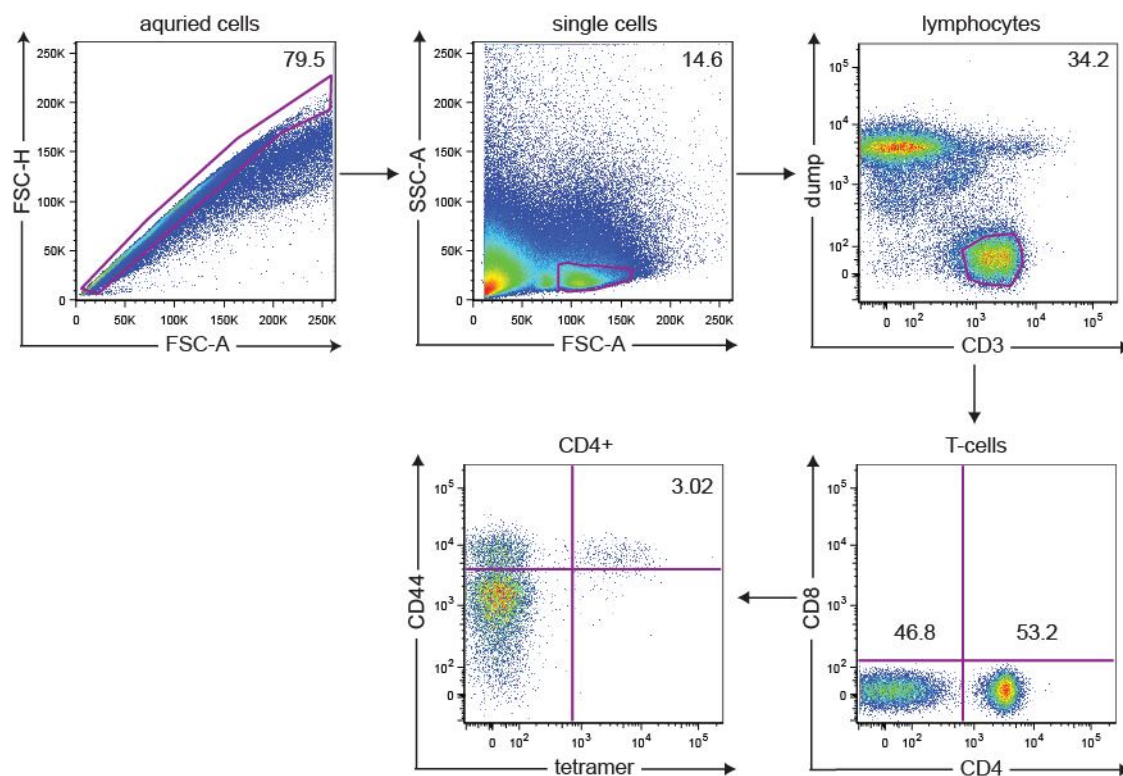 aquried cells
79.5
FSC-H
250K
200K
150K
100K
50K
0
0 50K 100K 150K 200K 250K
FSC-A
single cells
14.6
SSC-A
250K
200K
150K
100K
50K
0
0 50K 100K 150K 200K 250K
FSC-A
lymphocytes
34.2
dump
10^5
10^4
10^3
10^2
0
0 10^2 10^3 10^4 10^5
CD3
CD4+
3.02
CD44
10^5
10^4
10^3
10^2
0
0 10^2 10^3 10^4 10^5
tetramer
T-cells
CD8
10^5
10^4
10^3
10^2
0
46.8 53.2
0 10^2 10^3 10^4 10^5
CD4